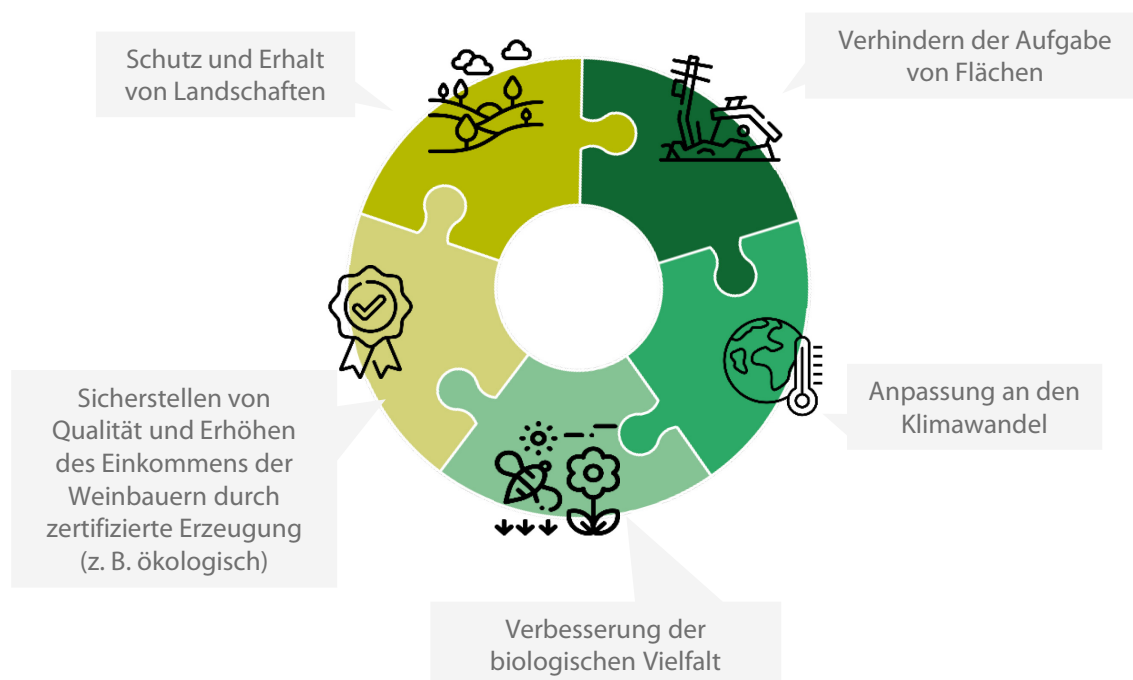 Schutz und Erhalt
von Landschaften
Verhindern der Aufgabe
von Flächen
Anpassung an den
Klimawandel
Sicherstellen von
Qualität und Erhöhen
des Einkommens der
Weinbauern durch
zertifizierte Erzeugung
(z. B. ökologisch)
Verbesserung der
biologischen Vielfalt